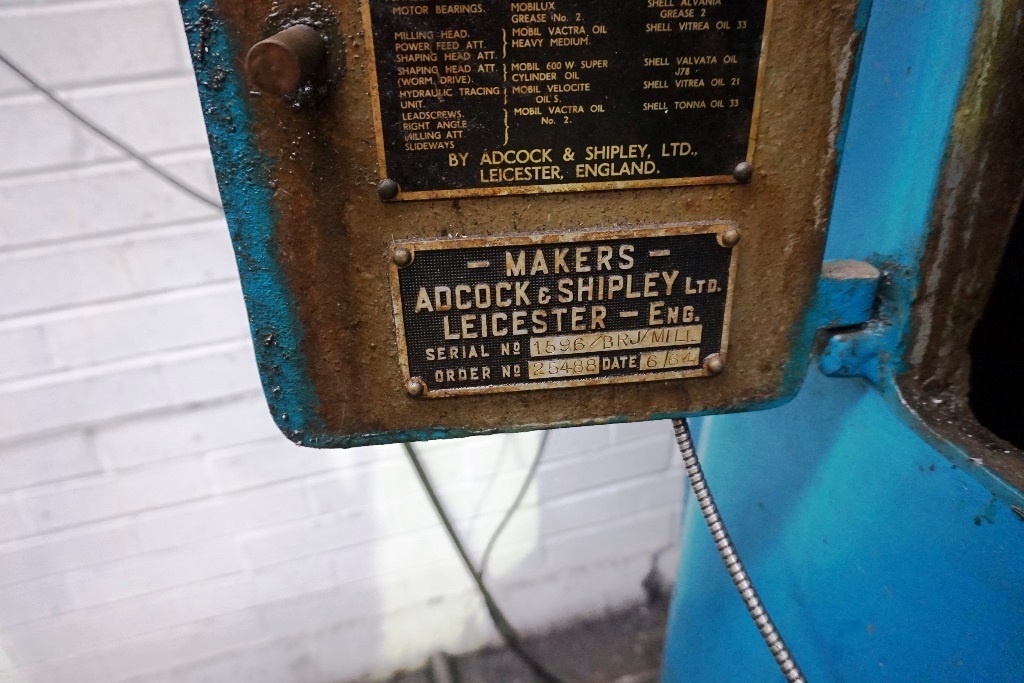 MOTOR BEARINGS. MOBILUX GREASE No. 2. SHELL ALVANIA GREASE 2
MILLING HEAD. POWER FEED ATT. SHAPING HEAD ATT. MOBIL VACTRA OIL HEAVY MEDIUM. SHELL VITREA OIL 33
SHAPING HEAD ATT. (WORM DRIVE). MOBIL 600 W SUPER CYLINDER OIL SHELL VALVATA OIL J78
HYDRAULIC TRACING UNIT. MOBIL VELOCITE OIL S. SHELL VITREA OIL 21
LEADSCREWS. RIGHT ANGLE MILLING ATT. SLIDEWAYS MOBIL VACTRA OIL No. 2. SHELL TONNA OIL 33
BY ADCOCK & SHIPLEY, LTD.,
LEICESTER, ENGLAND.
- MAKERS -
ADCOCK & SHIPLEY LTD.
LEICESTER - ENG.
SERIAL No 1596/BRJ/MILL
ORDER No 25488 DATE 6/64